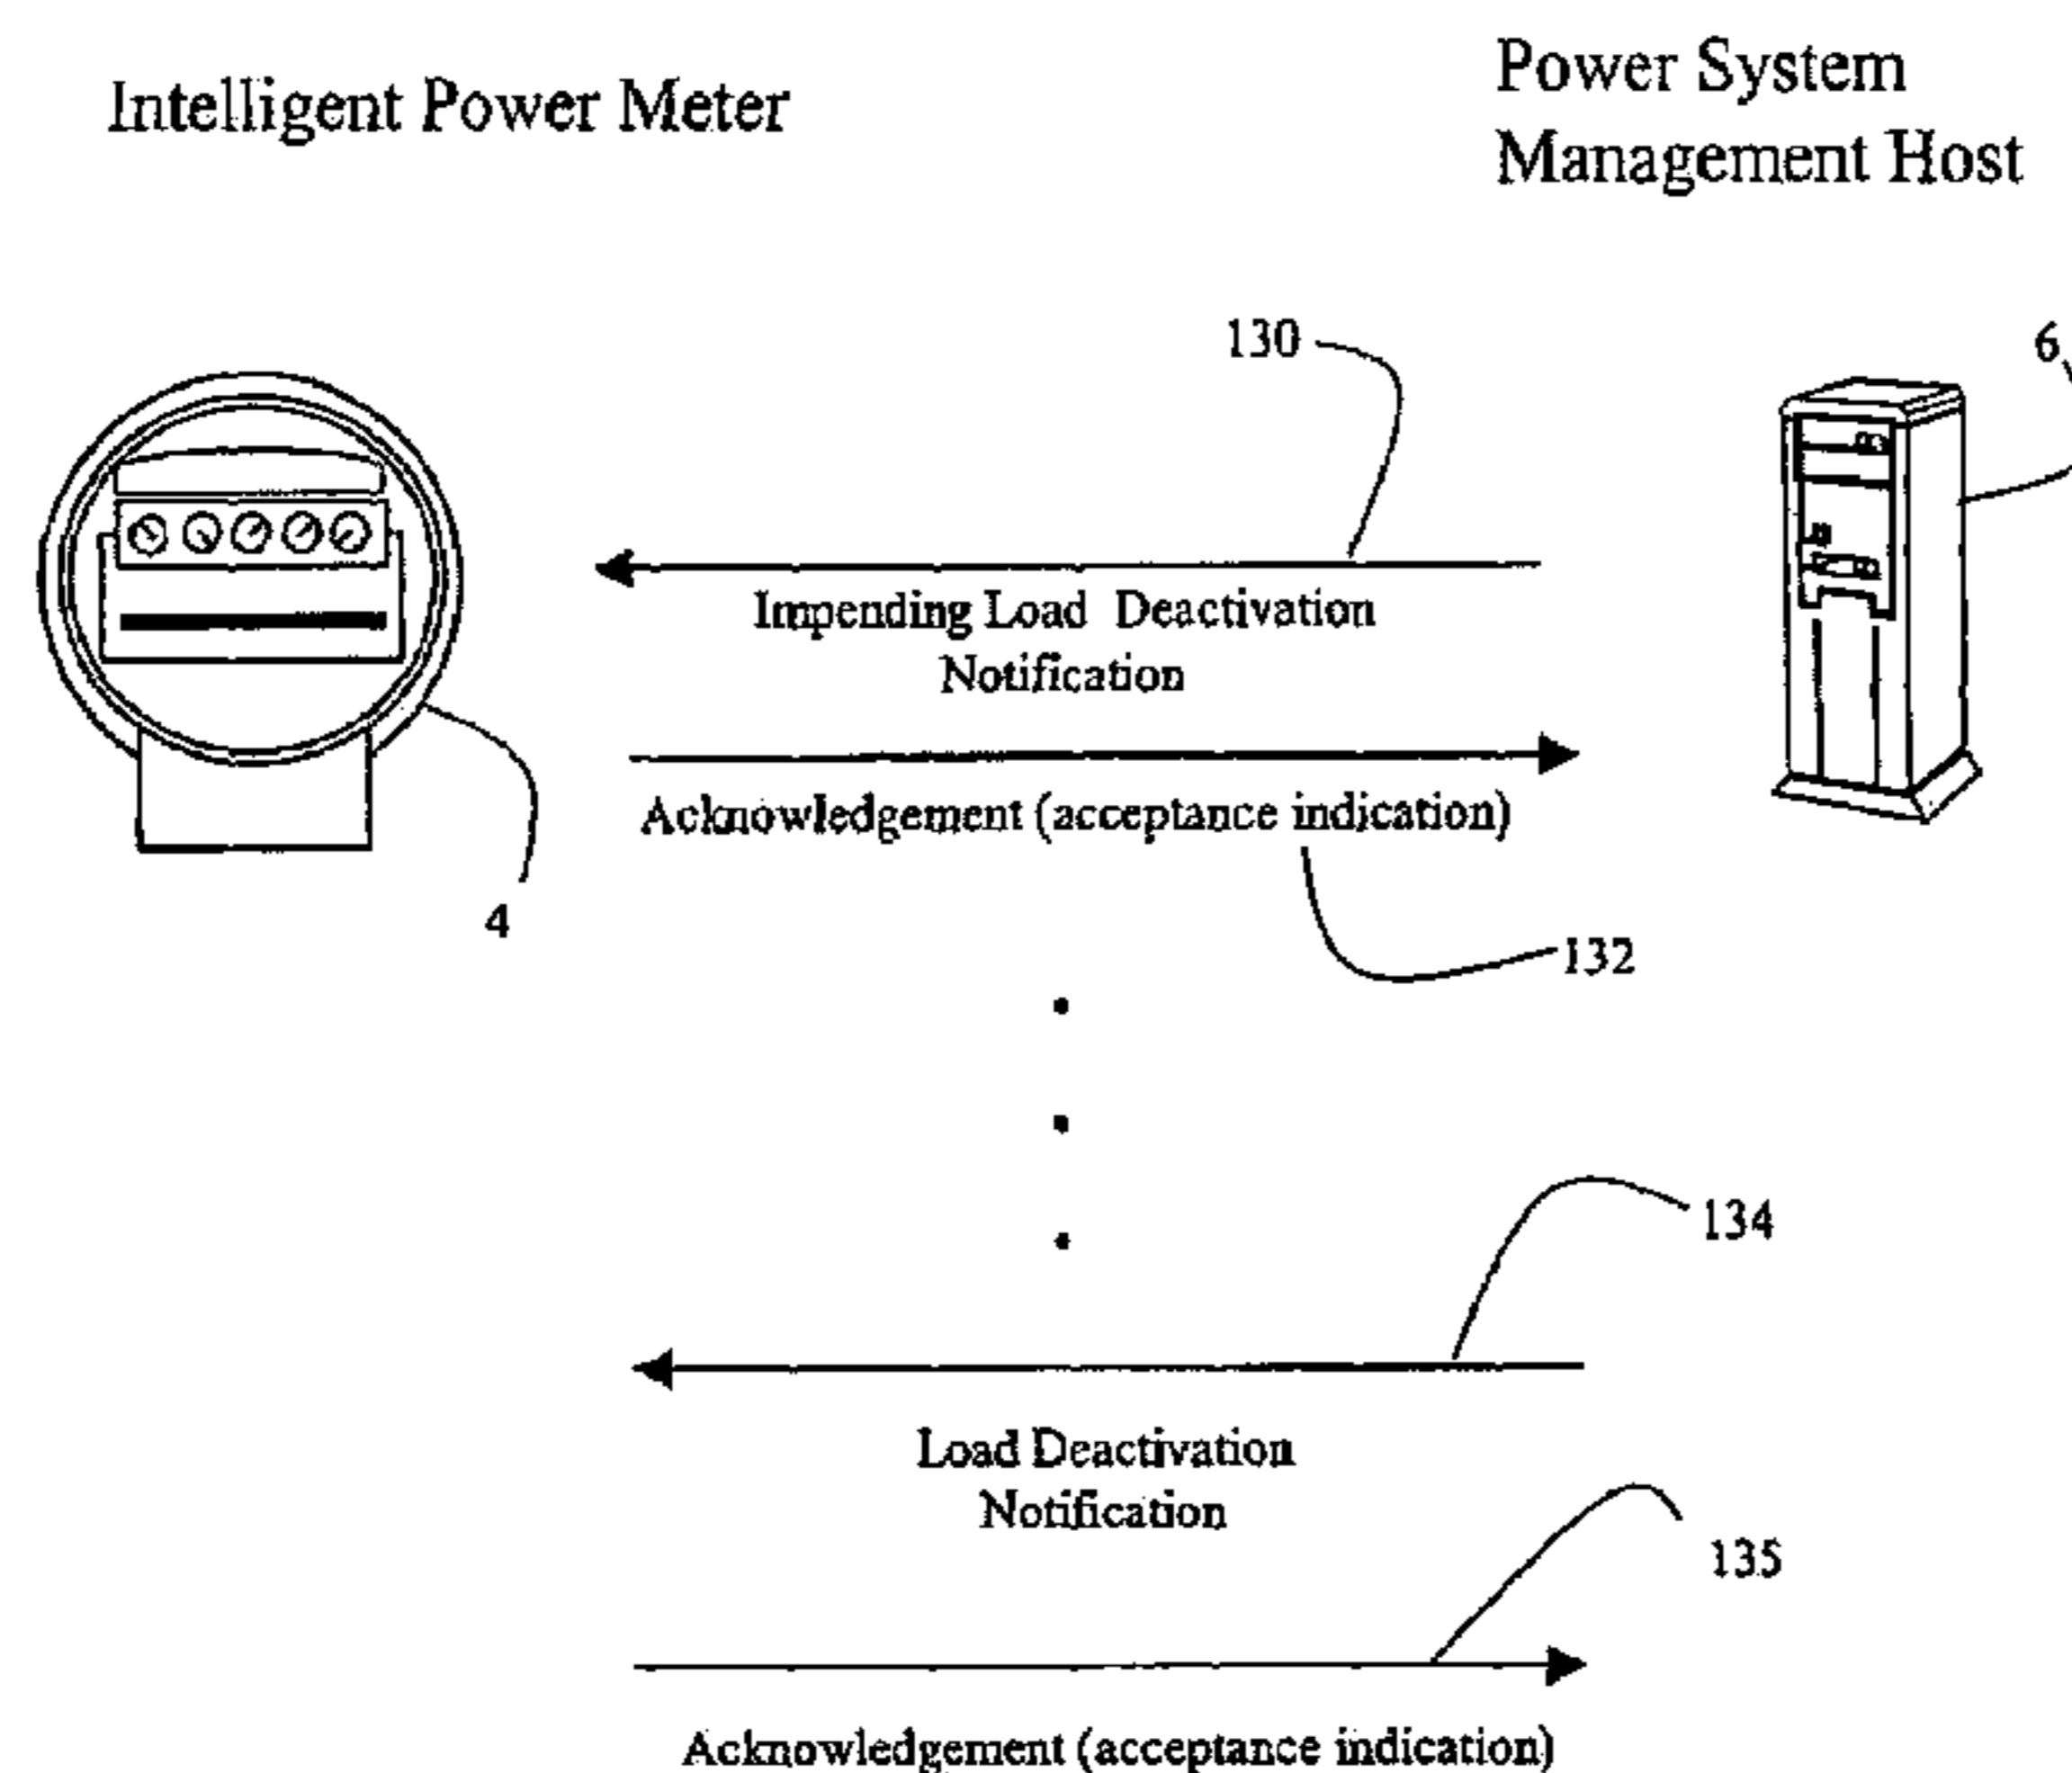 Intelligent Power Meter
Power System
Management Host
130
6
Impending Load Deactivation
Notification
Acknowledgement (acceptance indication)
4
132
134
Load Deactivation
Notification
135
Acknowledgement (acceptance indication)